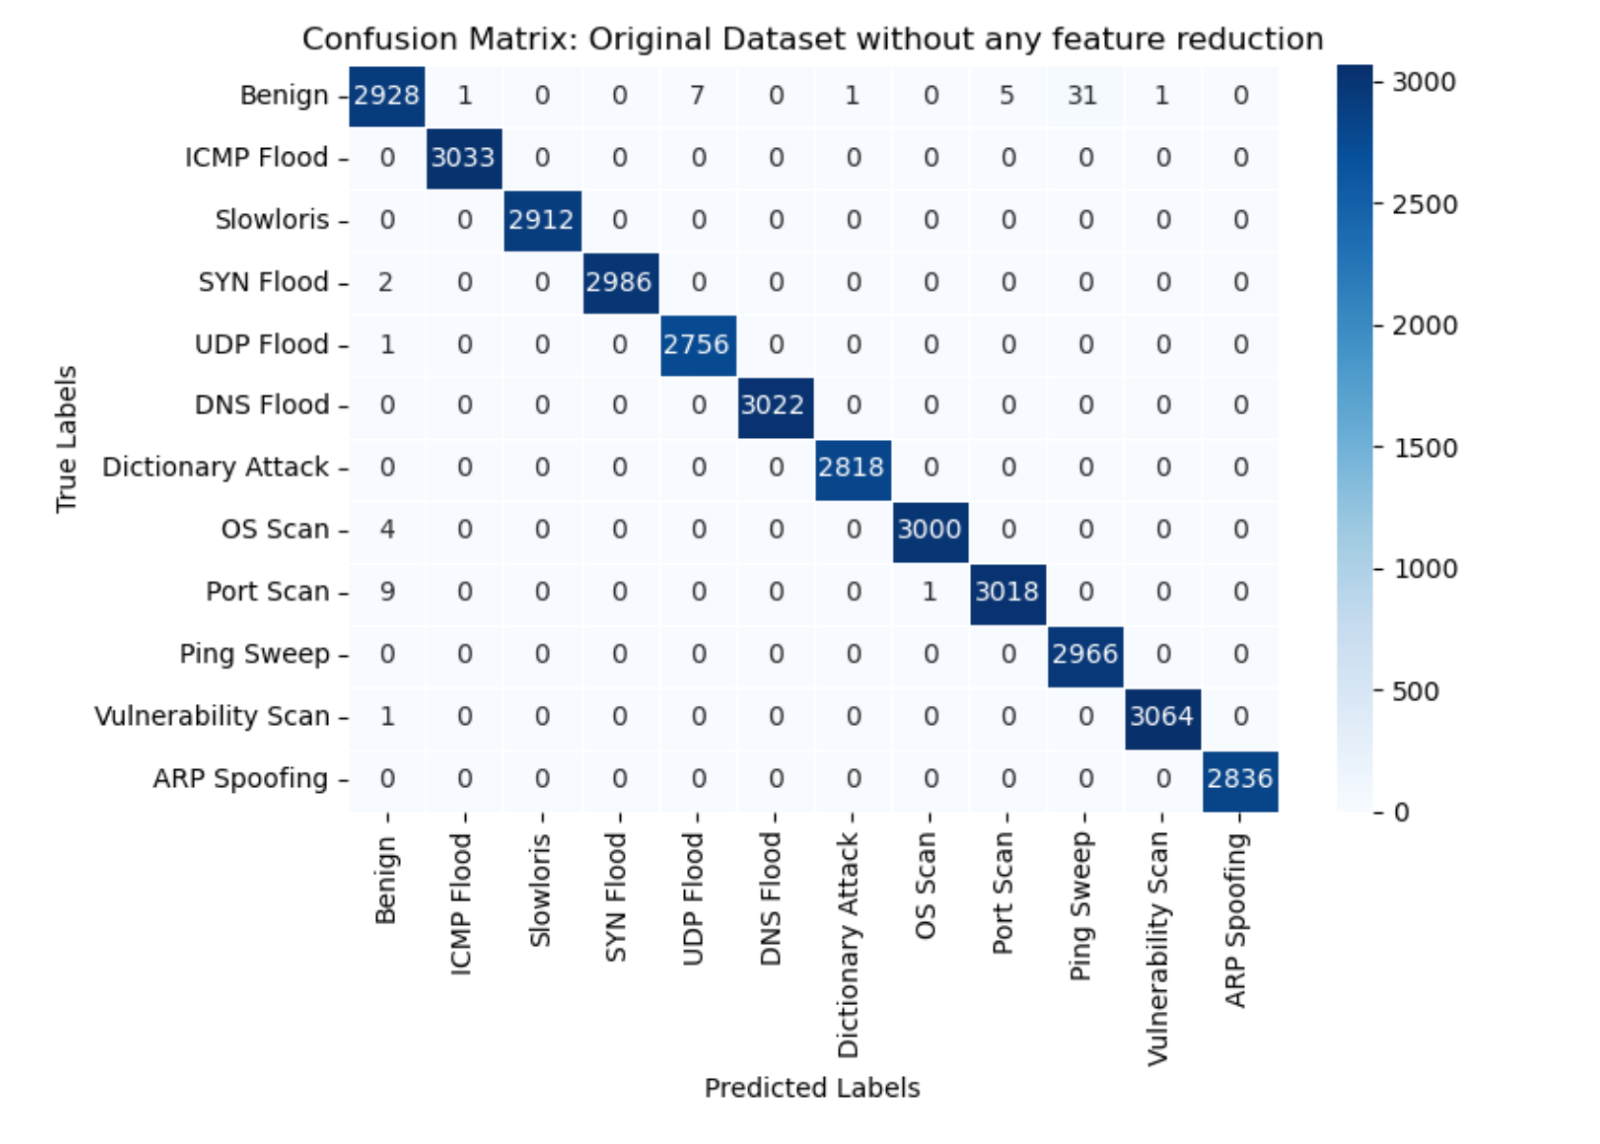 Confusion Matrix: Original Dataset without any feature reduction
Benign 2928 1 0 0 7 0 1 0 5 31 1 0
ICMP Flood 0 3033 0 0 0 0 0 0 0 0 0 0
Slowloris 0 0 2912 0 0 0 0 0 0 0 0 0
SYN Flood 2 0 0 2986 0 0 0 0 0 0 0 0
UDP Flood 1 0 0 0 2756 0 0 0 0 0 0 0
DNS Flood 0 0 0 0 0 3022 0 0 0 0 0 0
Dictionary Attack 0 0 0 0 0 0 2818 0 0 0 0 0
OS Scan 4 0 0 0 0 0 0 3000 0 0 0 0
Port Scan 9 0 0 0 0 0 0 1 3018 0 0 0
Ping Sweep 0 0 0 0 0 0 0 0 0 2966 0 0
Vulnerability Scan 1 0 0 0 0 0 0 0 0 0 3064 0
ARP Spoofing 0 0 0 0 0 0 0 0 0 0 0 2836
True Labels
Benign
ICMP Flood
Slowloris
SYN Flood
UDP Flood
DNS Flood
Dictionary Attack
OS Scan
Port Scan
Ping Sweep
Vulnerability Scan
ARP Spoofing
Predicted Labels
3000
2500
2000
1500
1000
500
0